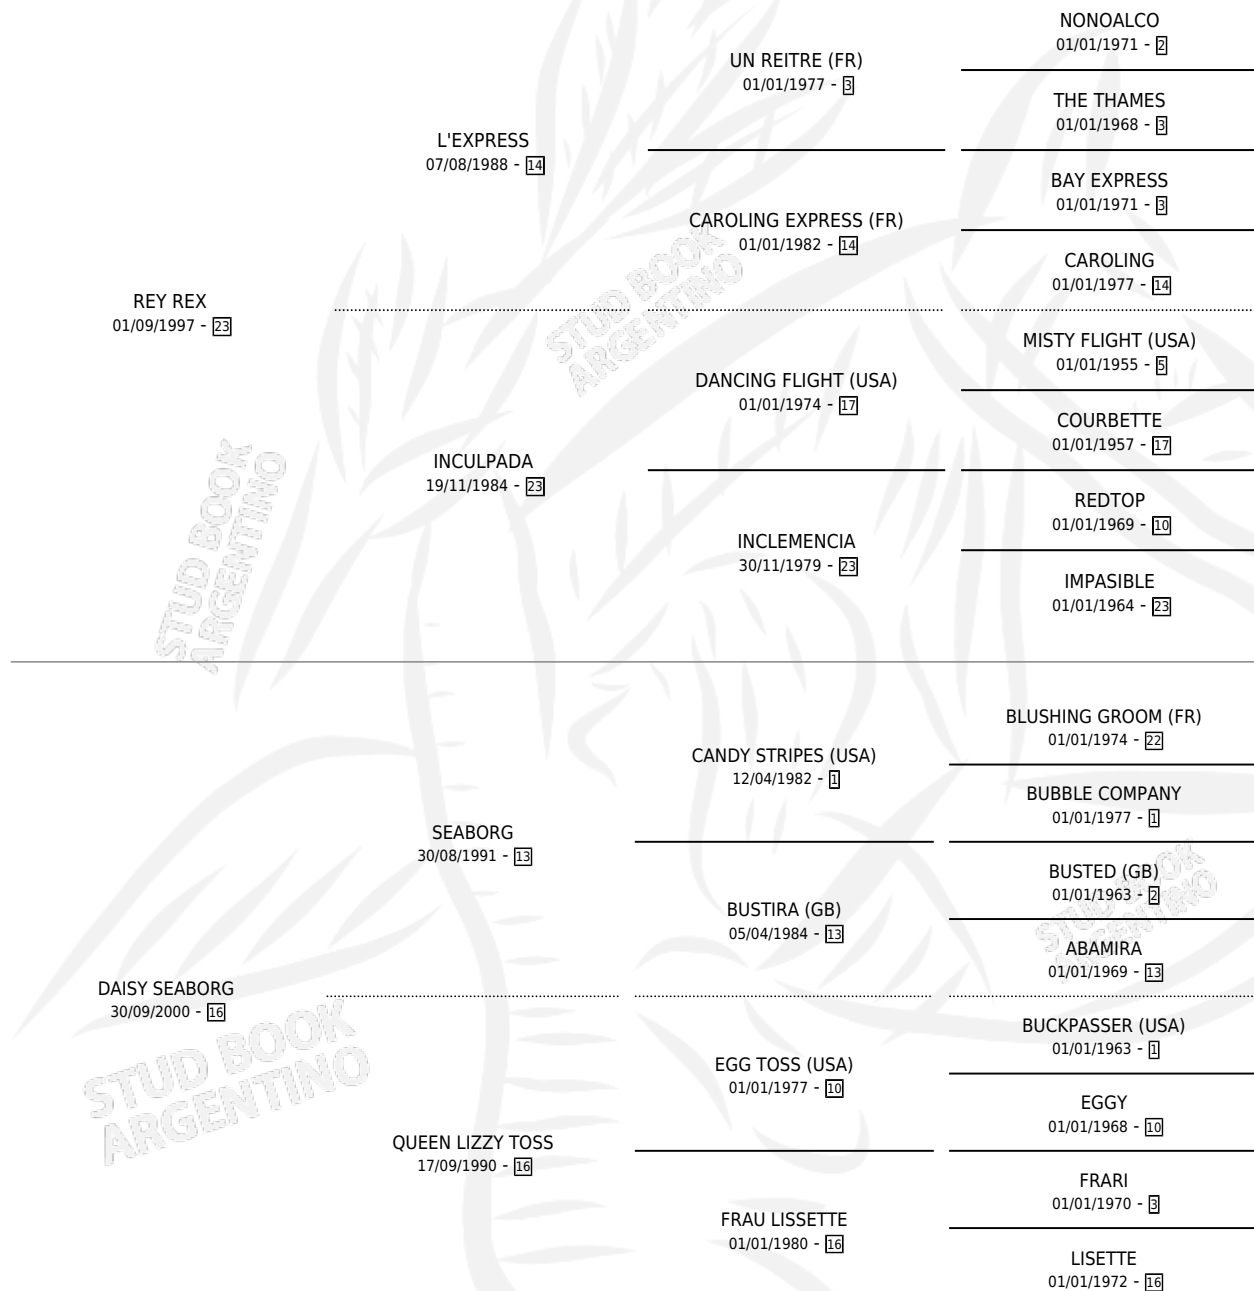 NONOALCO
01/01/1971 - 2
UN REITRE (FR)
01/01/1977 - 3
THE THAMES
01/01/1968 - 3
L'EXPRESS
07/08/1988 - 14
BAY EXPRESS
01/01/1971 - 3
CAROLING EXPRESS (FR)
01/01/1982 - 14
CAROLING
01/01/1977 - 14
REY REX
01/09/1997 - 23
MISTY FLIGHT (USA)
01/01/1955 - 5
DANCING FLIGHT (USA)
01/01/1974 - 17
COURBETTE
01/01/1957 - 17
INCULPADA
19/11/1984 - 23
REDTOP
01/01/1969 - 10
INCLEMENCIA
30/11/1979 - 23
IMPASIBLE
01/01/1964 - 23
BLUSHING GROOM (FR)
01/01/1974 - 22
CANDY STRIPES (USA)
12/04/1982 - 1
BUBBLE COMPANY
01/01/1977 - 1
SEABORG
30/08/1991 - 13
BUSTED (GB)
01/01/1963 - 2
BUSTIRA (GB)
05/04/1984 - 13
ABAMIRA
01/01/1969 - 13
DAISY SEABORG
30/09/2000 - 16
BUCKPASSER (USA)
01/01/1963 - 1
EGG TOSS (USA)
01/01/1977 - 10
EGGY
01/01/1968 - 10
QUEEN LIZZY TOSS
17/09/1990 - 16
FRARI
01/01/1970 - 3
FRAU LISSETTE
01/01/1980 - 16
LISETTE
01/01/1972 - 16
STUD BOOK
ARGENTINO
STUD BOOK
ARGENTINO
STUD BOOK
ARGENTINO
STUD BOOK
ARGENTINO